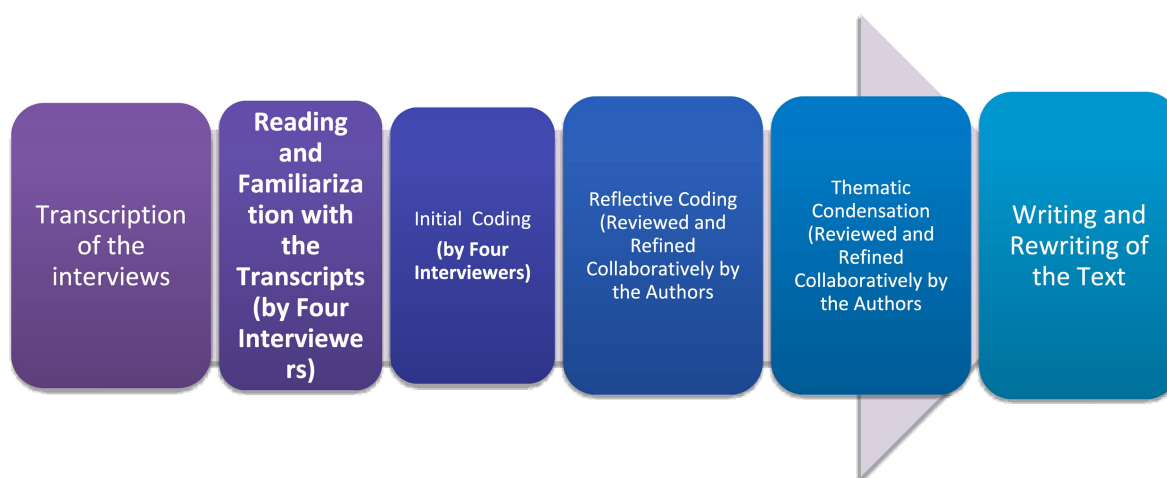 Transcription
of the
interviews
Reading
and
Familiariza
tion with
the
Transcripts
(by Four
Interviewe
rs)
Initial Coding
(by Four
Interviewers)
Reflective Coding
(Reviewed and
Refined
Collaboratively by
the Authors
Thematic
Condensation
(Reviewed and
Refined
Collaboratively by
the Authors
Writing and
Rewriting of
the Text